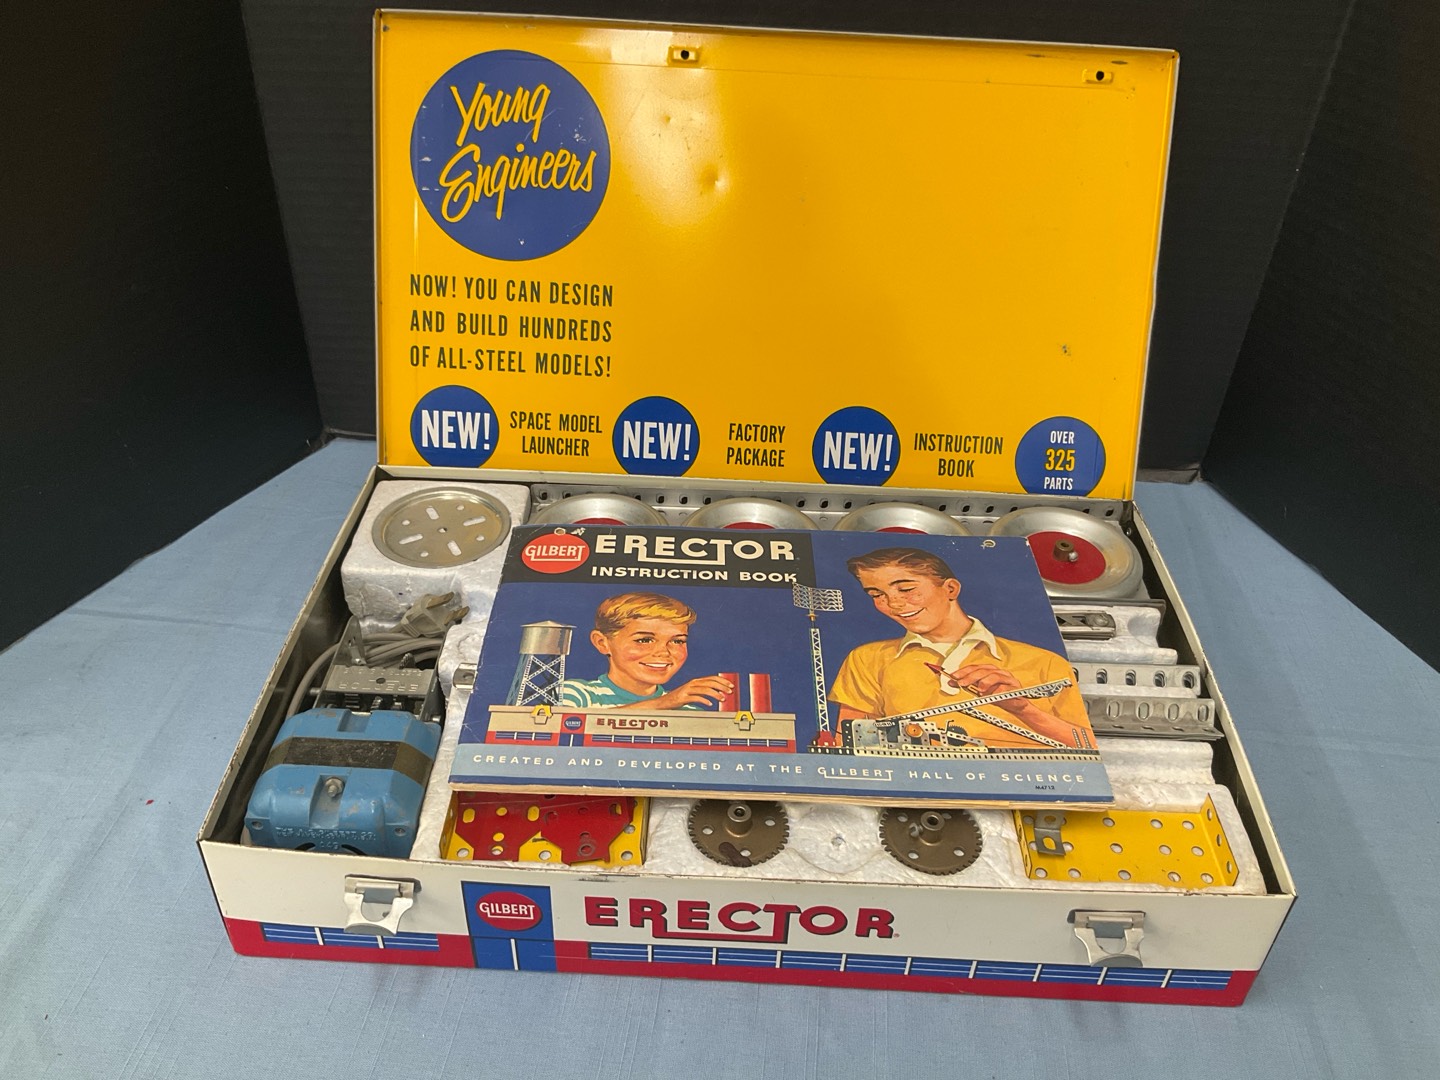 Young
Engineers
NOW! YOU CAN DESIGN
AND BUILD HUNDREDS
OF ALL-STEEL MODELS!
NEW!
SPACE MODEL
LAUNCHER
NEW!
FACTORY
PACKAGE
NEW!
INSTRUCTION
BOOK
OVER
325
PARTS
GILBERT
ERECTOR
INSTRUCTION BOOK
ERECTOR
CREATED AND DEVELOPED AT THE GILBERT HALL OF SCIENCE
M4712
GILBERT
ERECTOR